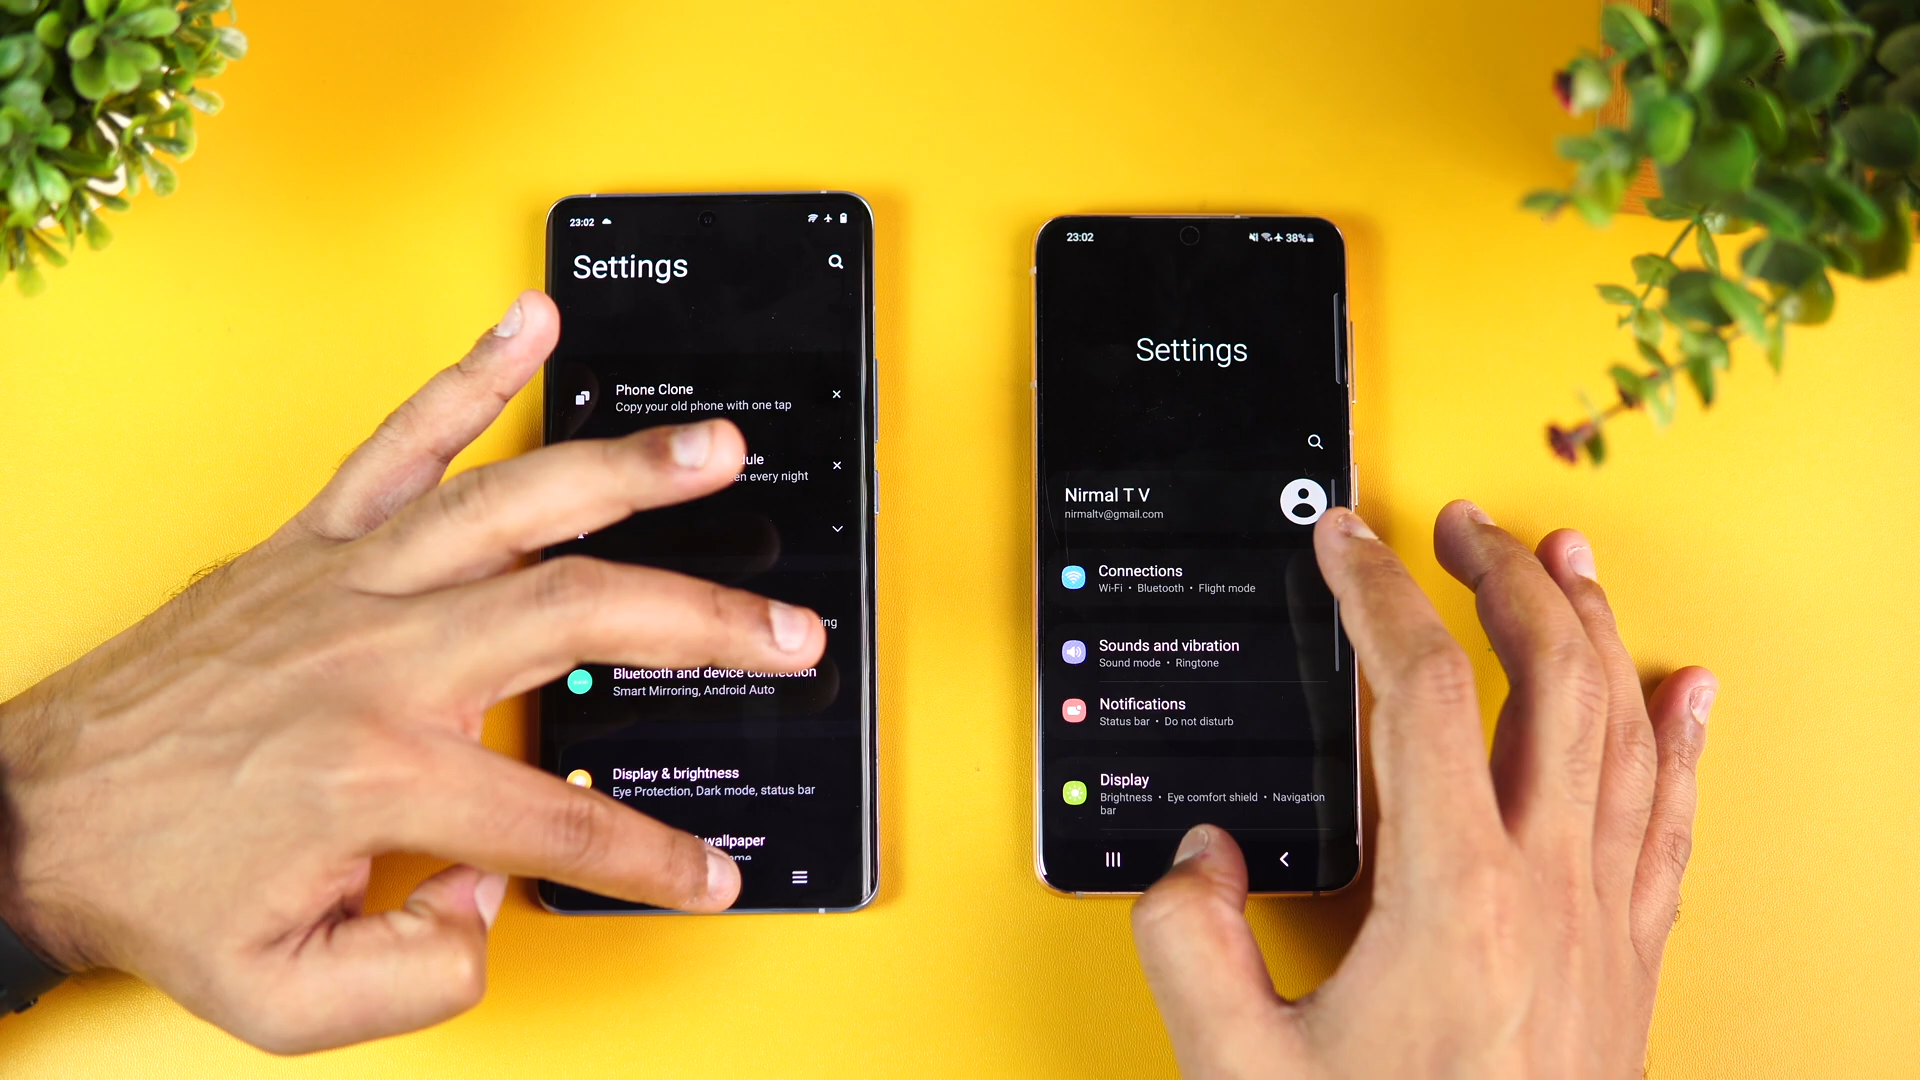 23:02
Settings
Phone Clone
Copy your old phone with one tap
every night
Bluetooth and device connection
Smart Mirroring, Android Auto
Display & brightness
Eye Protection, Dark mode, status bar
wallpaper
23:02
38%
Settings
Nirmal T V
nirmaltv@gmail.com
Connections
Wi-Fi • Bluetooth • Flight mode
Sounds and vibration
Sound mode • Ringtone
Notifications
Status bar • Do not disturb
Display
Brightness • Eye comfort shield • Navigation
bar